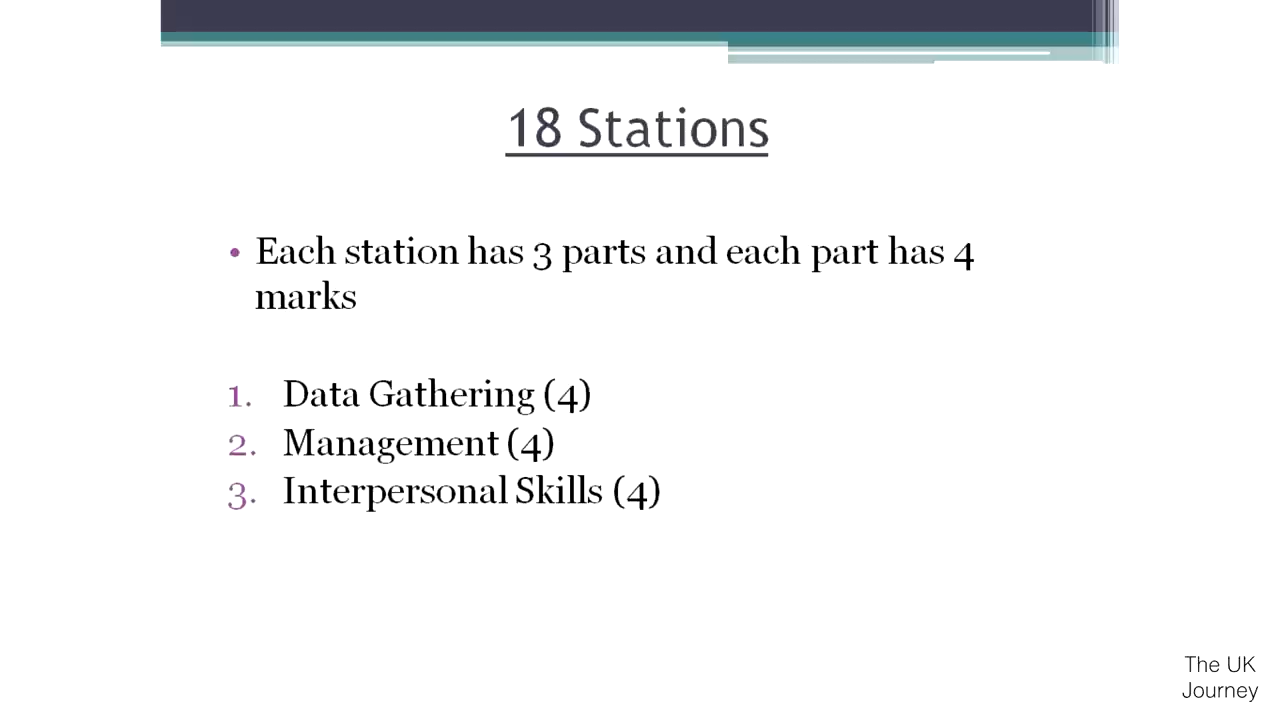 18 Stations
• Each station has 3 parts and each part has 4
marks
1. Data Gathering (4)
2. Management (4)
3. Interpersonal Skills (4)
The UK
Journey